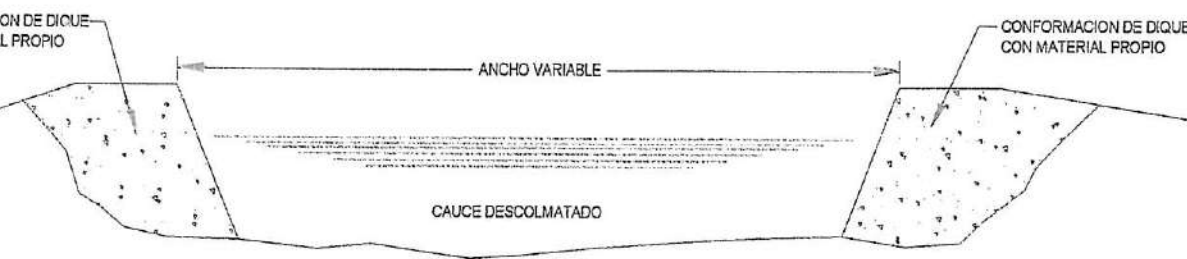 ON DE DIQUE
L PROPIO
ANCHO VARIABLE
CONFORMACION DE DIQUE
CON MATERIAL PROPIO
CAUCE DESCOLMATADO